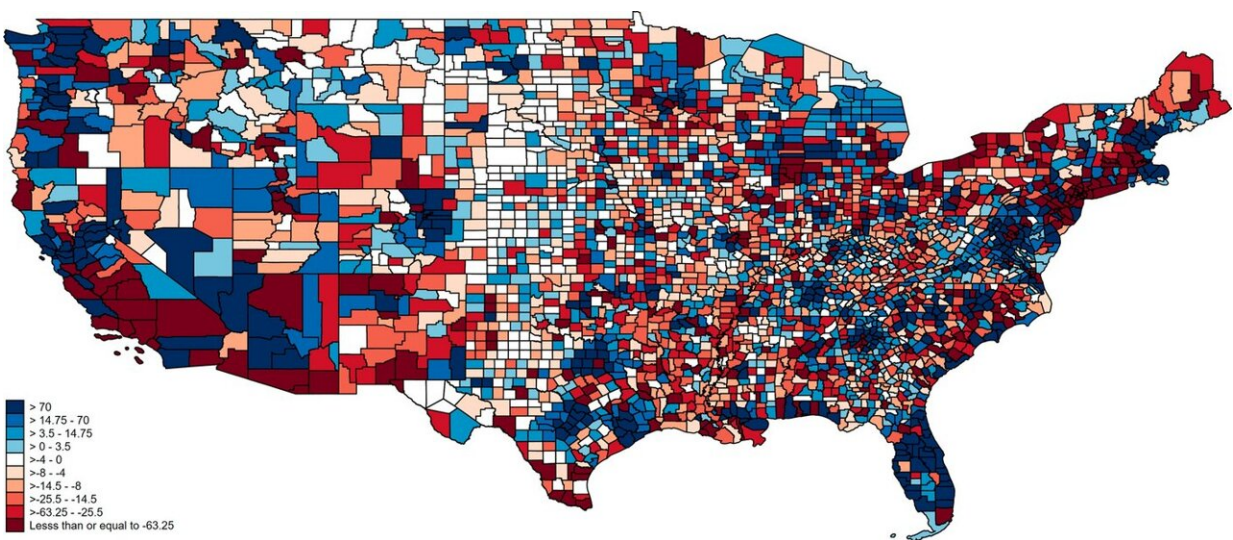 > 70
> 14.75 - 70
> 3.5 - 14.75
> 0 - 3.5
>-4 - 0
>-8 - -4
>-14.5 - -8
>-25.5 - -14.5
>-63.25 - -25.5
Lesss than or equal to -63.25